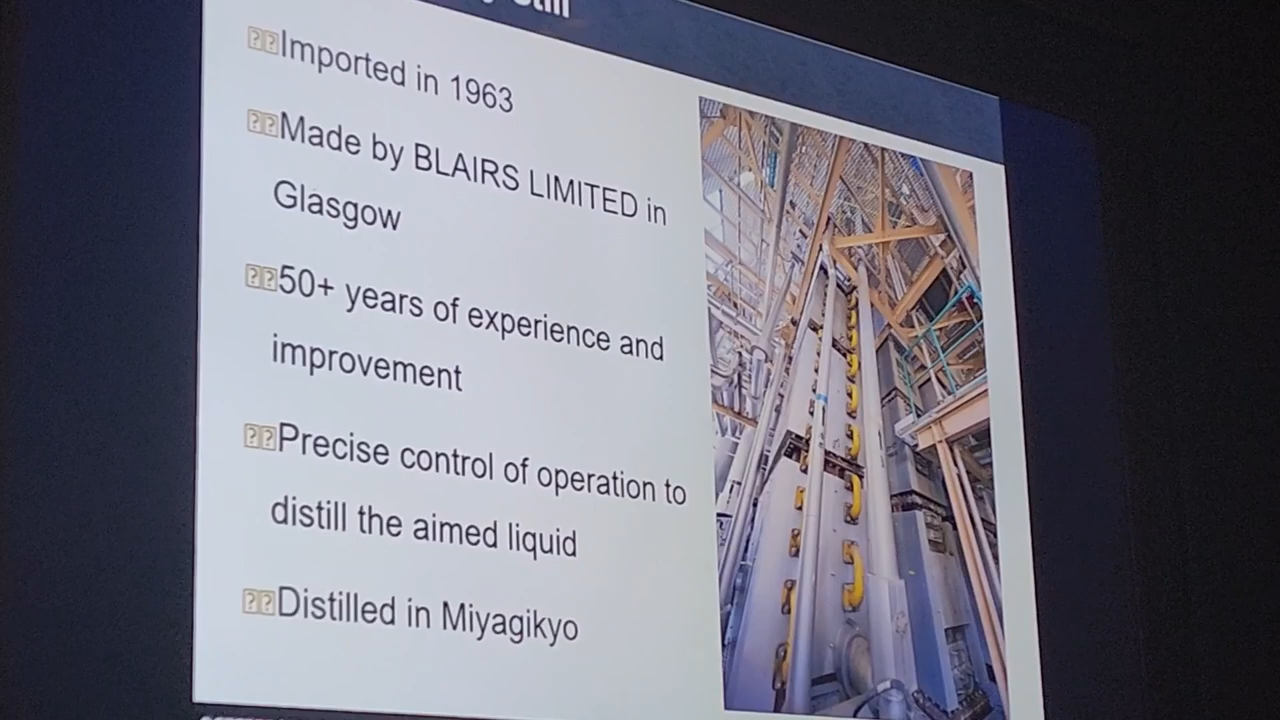 Still
Imported in 1963
Made by BLAIRS LIMITED in
Glasgow
50+ years of experience and
improvement
Precise control of operation to
distill the aimed liquid
Distilled in Miyagikyo